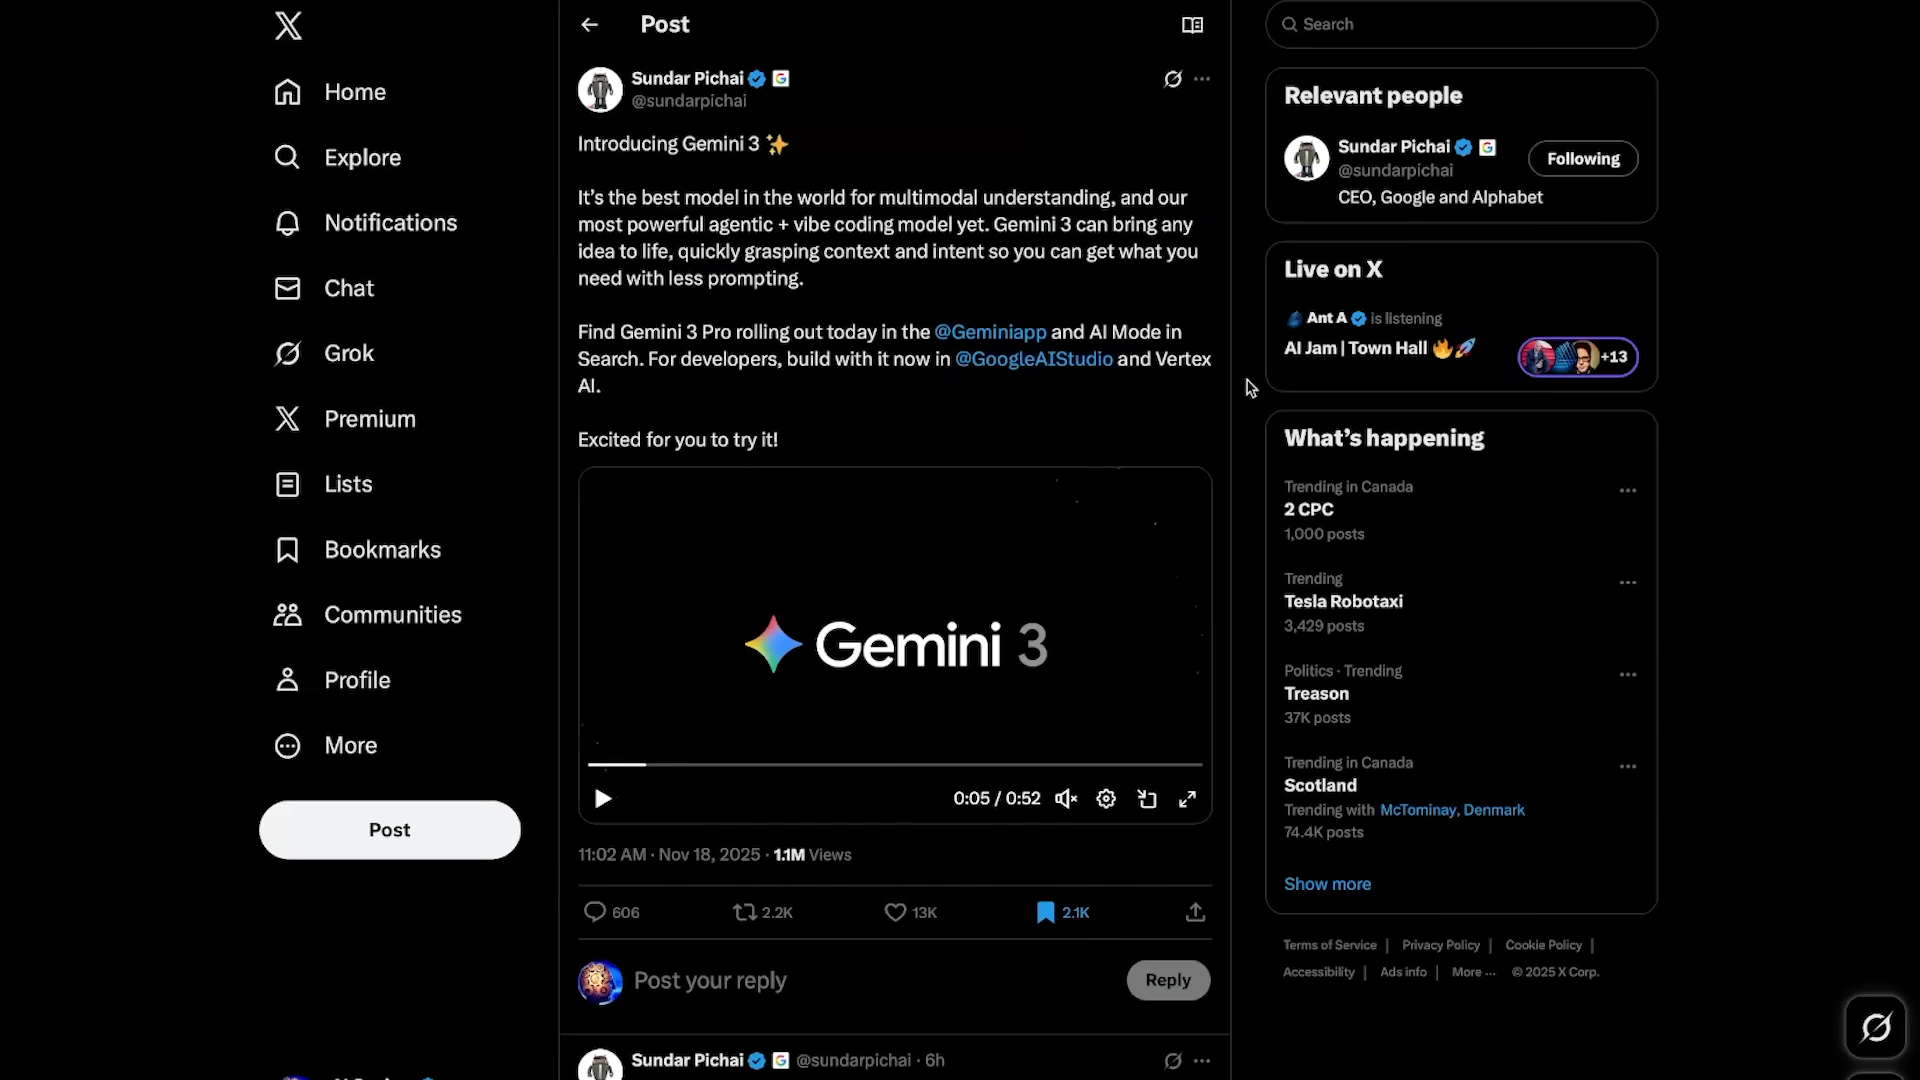 Home
Explore
Notifications
Chat
Grok
Premium
Lists
Bookmarks
Communities
Profile
More
Post
Post
Sundar Pichai
@sundarpichai
Introducing Gemini 3 ✨
It’s the best model in the world for multimodal understanding, and our
most powerful agentic + vibe coding model yet. Gemini 3 can bring any
idea to life, quickly grasping context and intent so you can get what you
need with less prompting.
Find Gemini 3 Pro rolling out today in the @Geminiapp and AI Mode in
Search. For developers, build with it now in @GoogleAIStudio and Vertex
AI.
Excited for you to try it!
Gemini 3
0:05 / 0:52
11:02 AM · Nov 18, 2025 · 1.1M Views
606 2.2K 13K 2.1K
Post your reply
Reply
Sundar Pichai @sundarpichai · 6h
Search
Relevant people
Sundar Pichai
@sundarpichai
Following
CEO, Google and Alphabet
Live on X
Ant A is listening
AI Jam | Town Hall 🔥🚀
+13
What’s happening
Trending in Canada
2 CPC
1,000 posts
Trending
Tesla Robotaxi
3,429 posts
Politics · Trending
Treason
37K posts
Trending in Canada
Scotland
Trending with McTominay, Denmark
74.4K posts
Show more
Terms of Service | Privacy Policy | Cookie Policy |
Accessibility | Ads info | More ... © 2025 X Corp.